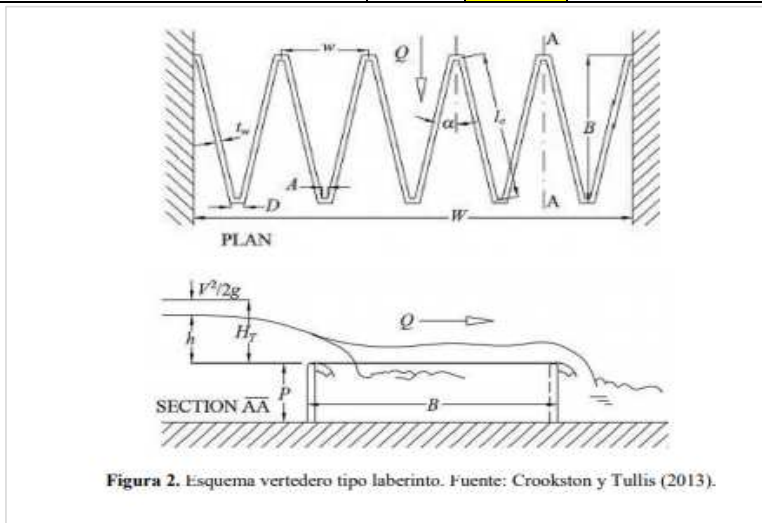 w
Q
A
t_w
α
l_c
B
A
D
A
W
PLAN
V²/2g
Q
h
H_T
P
SECTION AA
B
Figura 2. Esquema vertedero tipo laberinto. Fuente: Crookston y Tullis (2013).